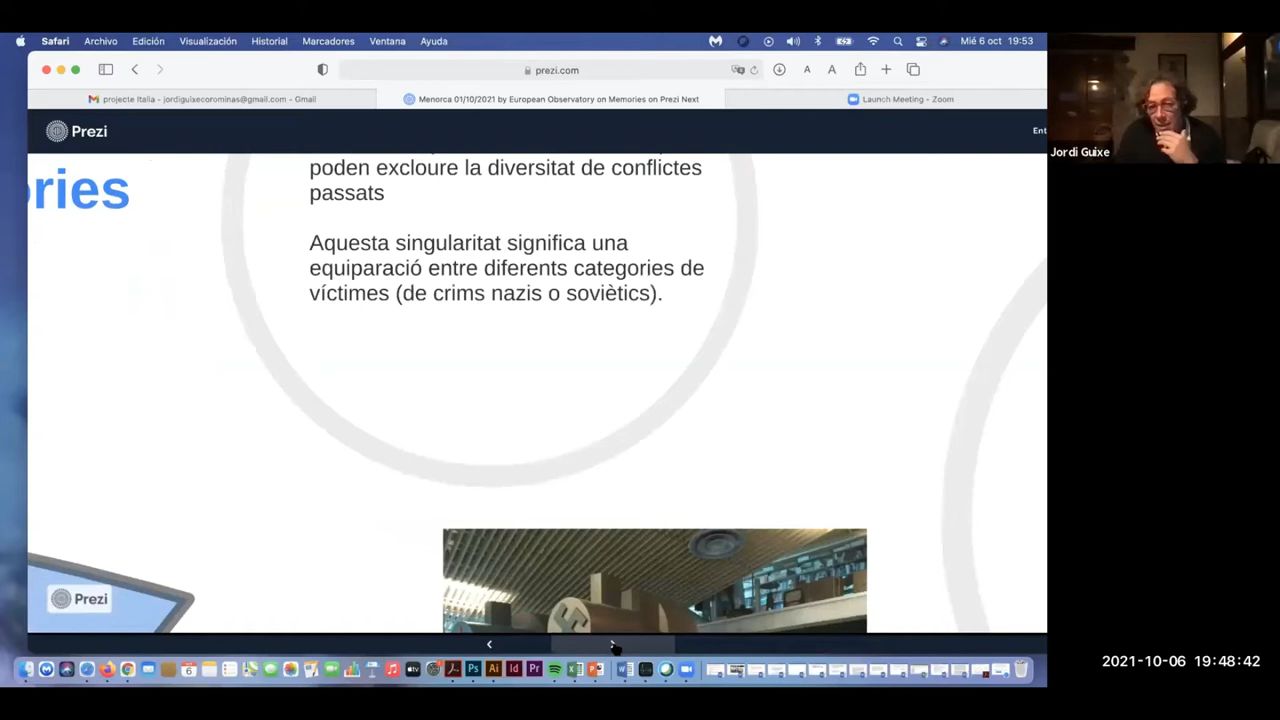 Safari Archivo Edición Visualización Historial Marcadores Ventana Ayuda
Mié 6 oct 19:53
prezi.com
A A
projecte Italia - jordiguixecorominas@gmail.com - Gmail
Menorca 01/10/2021 by European Observatory on Memories on Prezi Next
Launch Meeting - Zoom
Prezi
Ent
Jordi Guixe
ories
poden excloure la diversitat de conflictes
passats
Aquesta singularitat significa una
equiparació entre diferents categories de
víctimes (de crims nazis o soviètics).
Prezi
2021-10-06 19:48:42